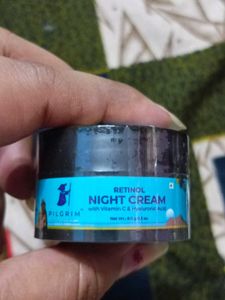 PILGRIM
RETINOL
NIGHT CREAM
with Vitamin C & Hyaluronic Acid